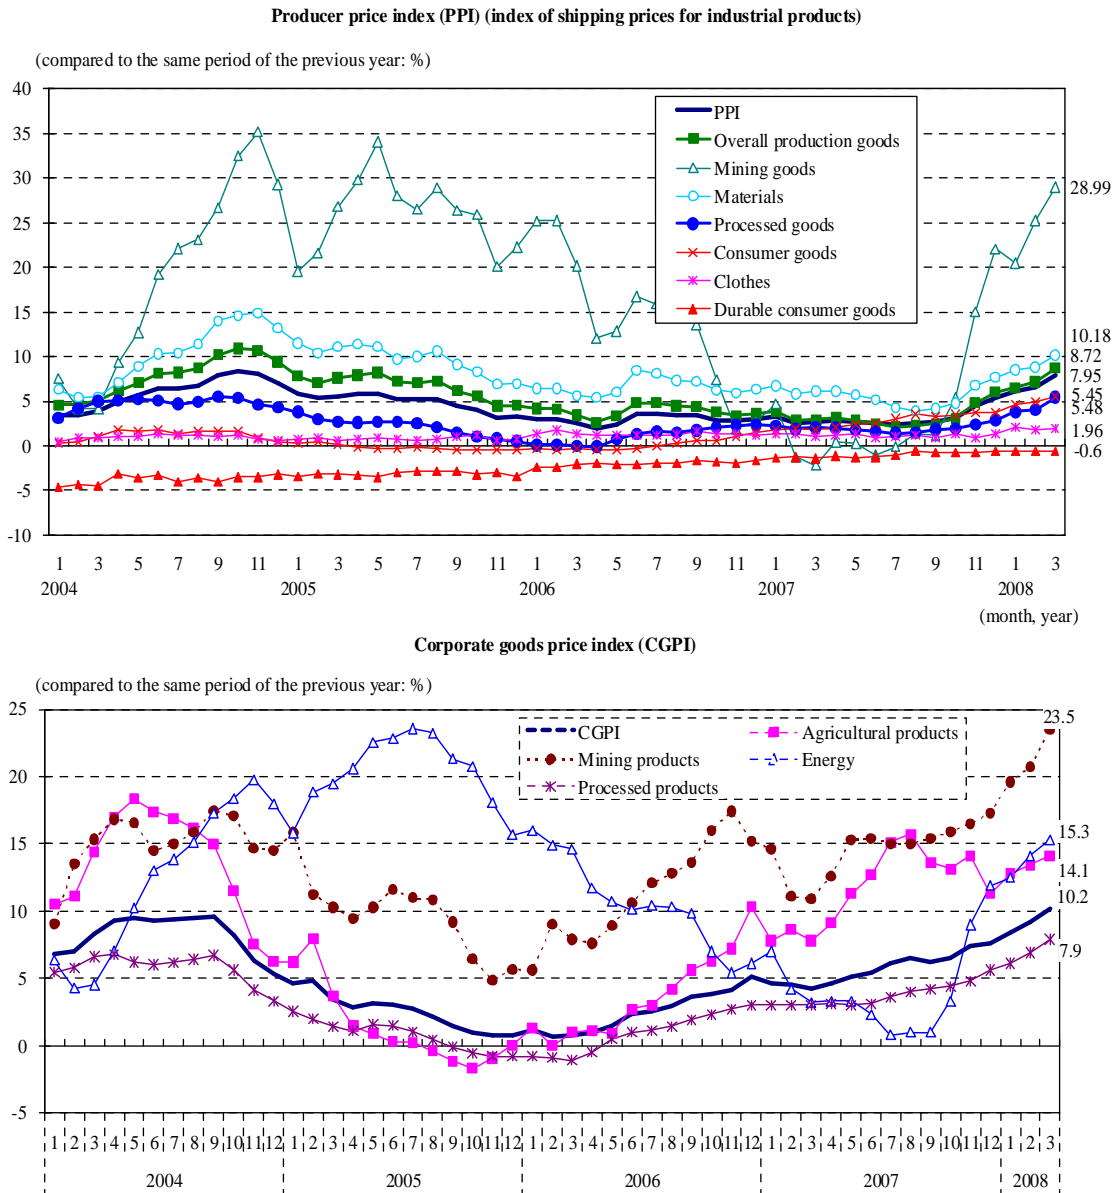 Producer price index (PPI) (index of shipping prices for industrial products)
(compared to the same period of the previous year: %)
40
35
30
25
20
15
10
5
0
-5
-10
PPI
Overall production goods
Mining goods
Materials
Processed goods
Consumer goods
Clothes
Durable consumer goods
28.99
10.18
8.72
7.95
5.45
5.48
1.96
-0.6
1 3 5 7 9 11 1 3 5 7 9 11 1 3 5 7 9 11 1 3 5 7 9 11 1 3
2004 2005 2006 2007 2008
(month, year)
Corporate goods price index (CGPI)
(compared to the same period of the previous year: %)
25
20
15
10
5
0
-5
CGPI Agricultural products
Mining products Energy
Processed products
23.5
15.3
14.1
10.2
7.9
1 2 3 4 5 6 7 8 9 10 11 12 1 2 3 4 5 6 7 8 9 10 11 12 1 2 3 4 5 6 7 8 9 10 11 12 1 2 3 4 5 6 7 8 9 10 11 12 1 2 3
2004 2005 2006 2007 2008